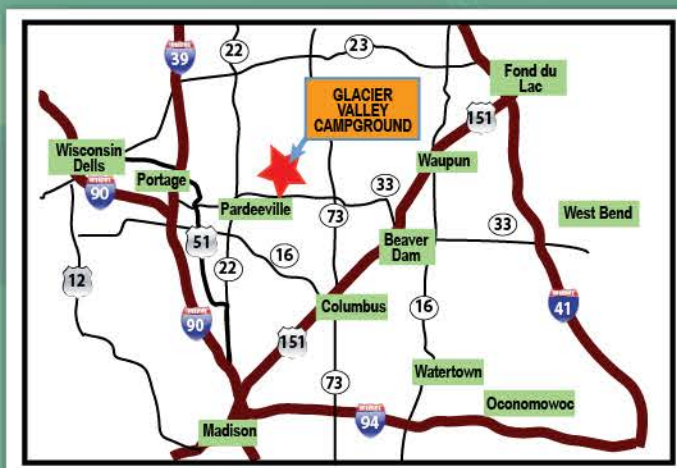 39
22
23
GLACIER
VALLEY
CAMPGROUND
Fond du
Lac
151
Wisconsin
Dells
90
Portage
Pardeeville
33
Waupun
73
33
West Bend
51
Beaver
Dam
12
22
16
Columbus
16
41
90
151
Watertown
73
Oconomowoc
Madison
94